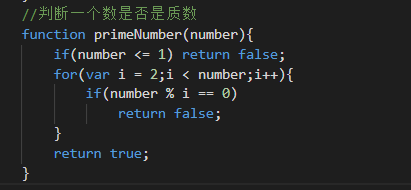 //判断一个数是否是质数
function primeNumber(number){
    if(number <= 1) return false;
    for(var i = 2;i < number;i++){
        if(number % i == 0)
            return false;
    }
    return true;
}